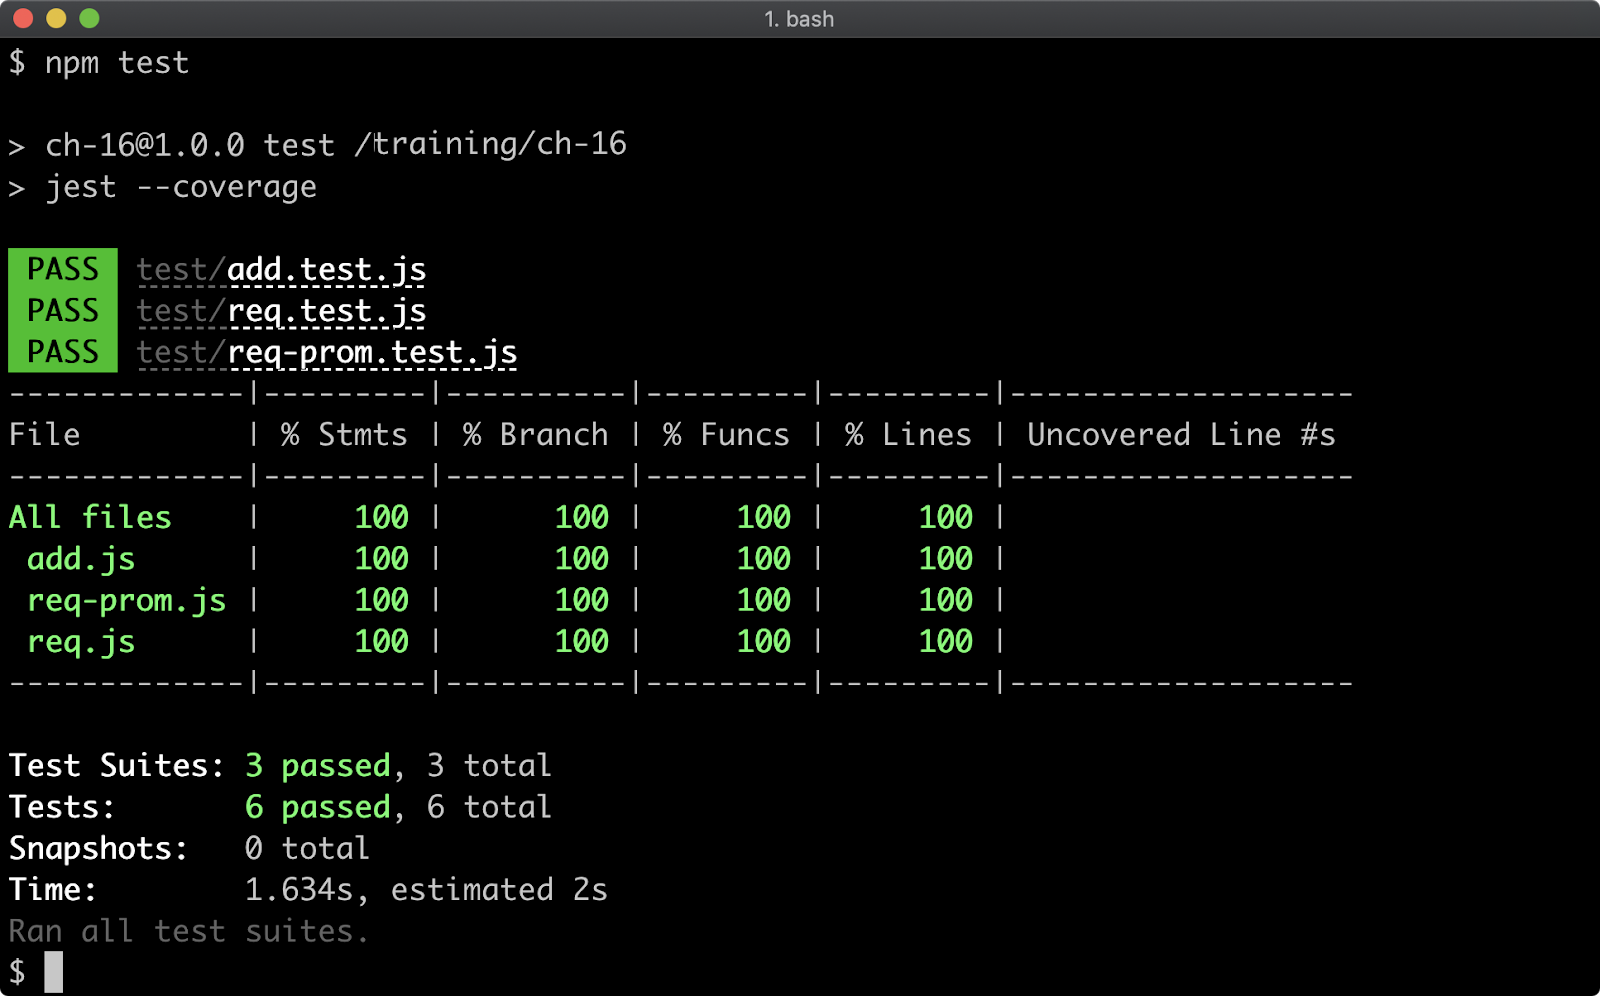 1. bash
$ npm test
> ch-16@1.0.0 test /training/ch-16
> jest --coverage
PASS test/add.test.js
PASS test/req.test.js
PASS test/req-prom.test.js
-------------|---------|----------|---------|---------|-------------------
File         | % Stmts | % Branch | % Funcs | % Lines | Uncovered Line #s
-------------|---------|----------|---------|---------|-------------------
All files    |     100 |      100 |     100 |     100 |
 add.js      |     100 |      100 |     100 |     100 |
 req-prom.js |     100 |      100 |     100 |     100 |
 req.js      |     100 |      100 |     100 |     100 |
-------------|---------|----------|---------|---------|-------------------
Test Suites: 3 passed, 3 total
Tests:       6 passed, 6 total
Snapshots:   0 total
Time:        1.634s, estimated 2s
Ran all test suites.
$